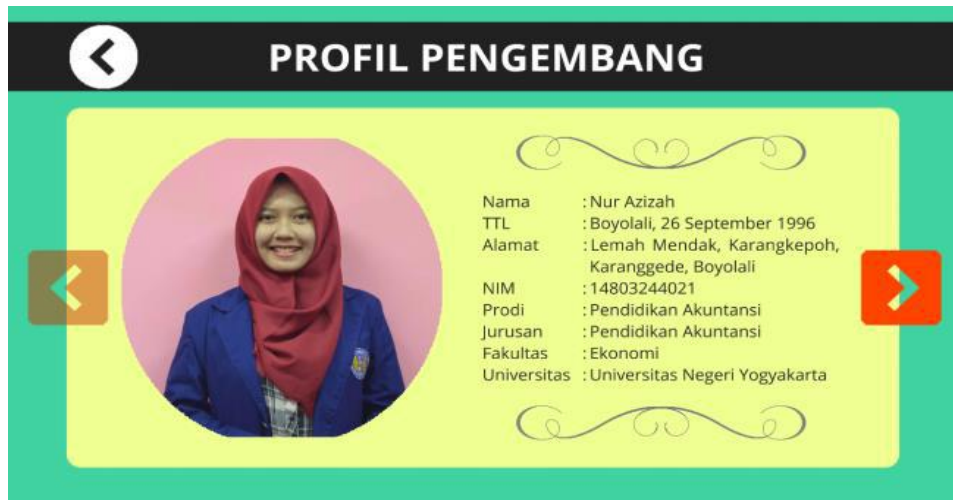 PROFIL PENGEMBANG
Nama : Nur Azizah
TTL : Boyolali, 26 September 1996
Alamat : Lemah Mendak, Karangkepoh,
Karanggede, Boyolali
NIM : 14803244021
Prodi : Pendidikan Akuntansi
Jurusan : Pendidikan Akuntansi
Fakultas : Ekonomi
Universitas : Universitas Negeri Yogyakarta